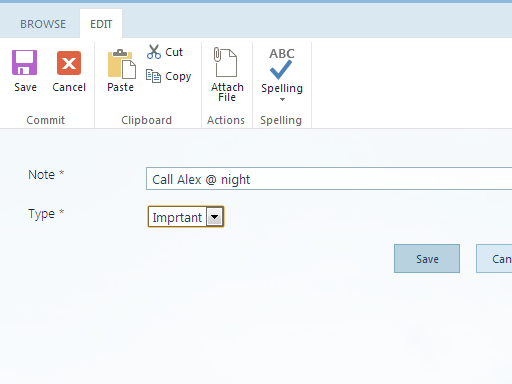 BROWSE EDIT
Save Cancel Paste Cut Copy Attach File ABC Spelling
Commit Clipboard Actions Spelling
Note * Call Alex @ night
Type * Imprtant
Save Can